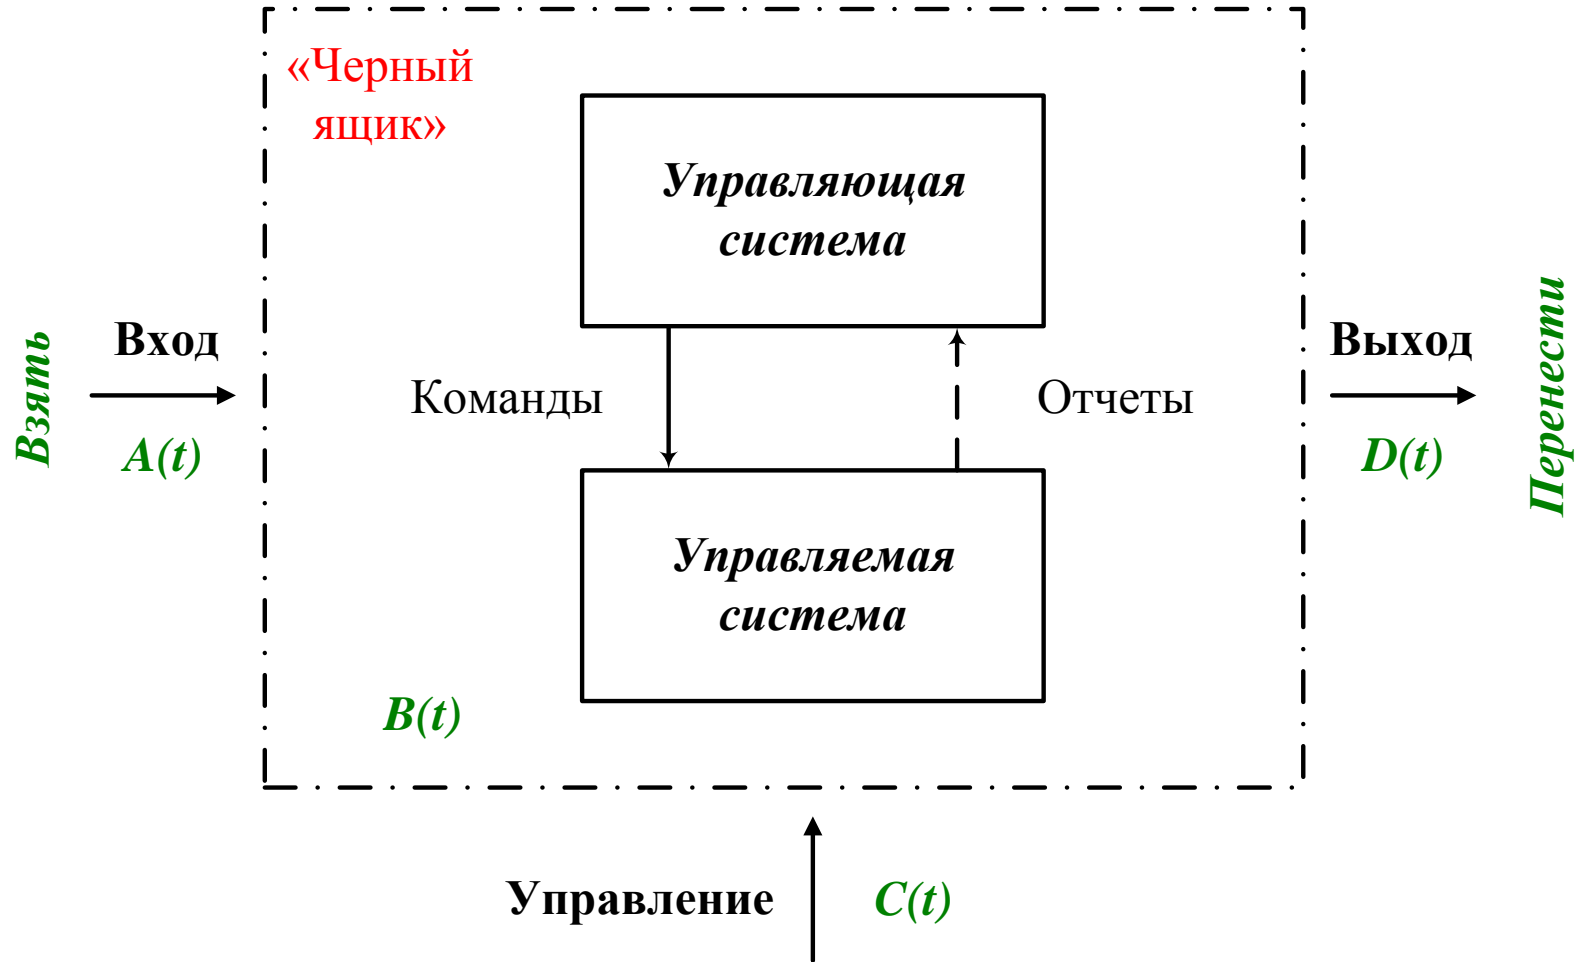 «Черный
ящик»
Управляющая
система
Взять
Вход
A(t)
Команды
Отчеты
Выход
D(t)
Перенести
Управляемая
система
B(t)
Управление
C(t)